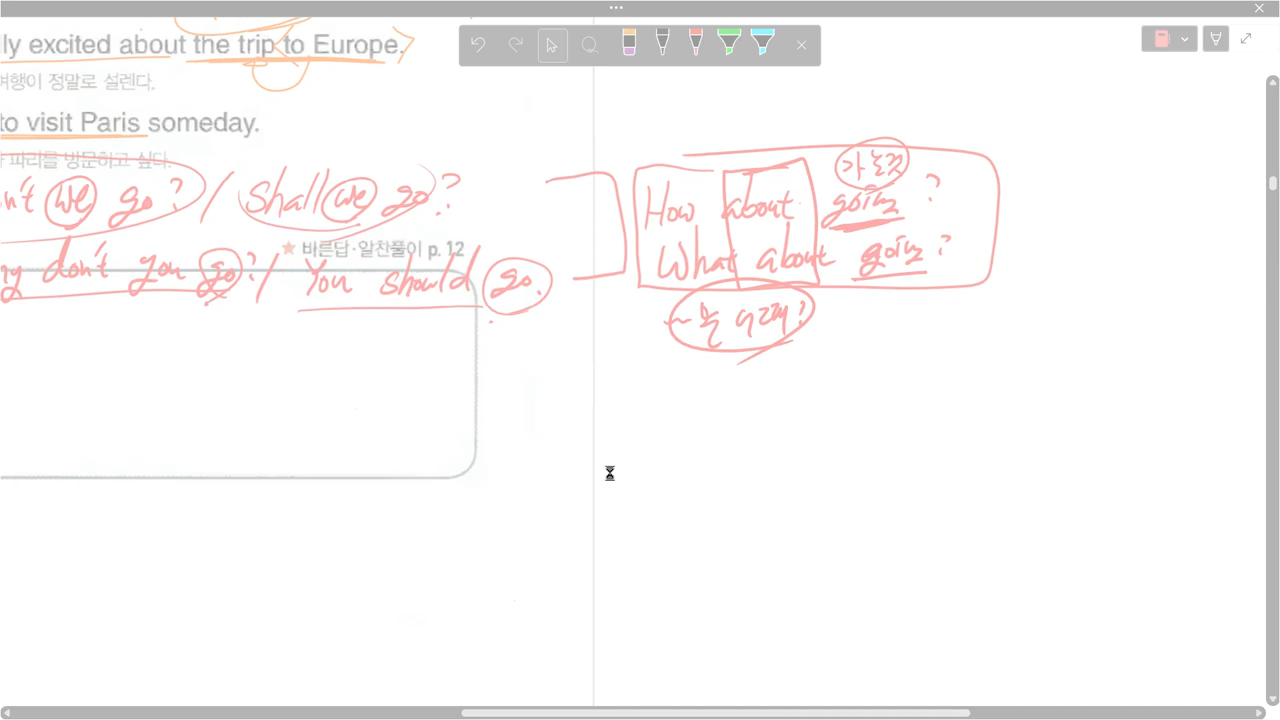 lly excited about the trip to Europe.
여행이 정말로 설렌다.
to visit Paris someday.
파리를 방문하고 싶다.
n't we go? / Shall we go?
★ 바른답·알찬풀이 p. 12
don't you go? / You should go.
가는것
How about going?
What about going?
~는 어때?